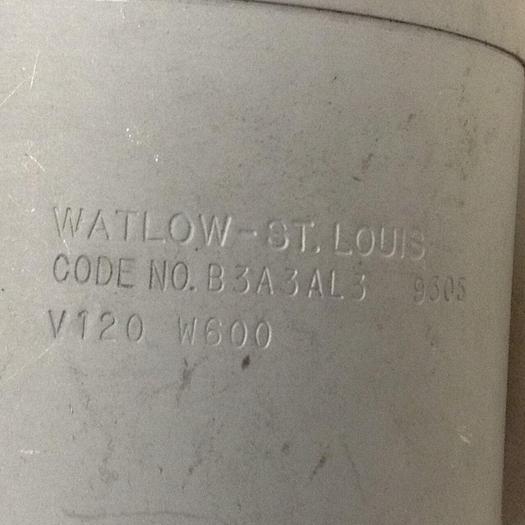 WATLOW-ST. LOUIS
CODE NO. B3A3AL3 9305
V120 W600